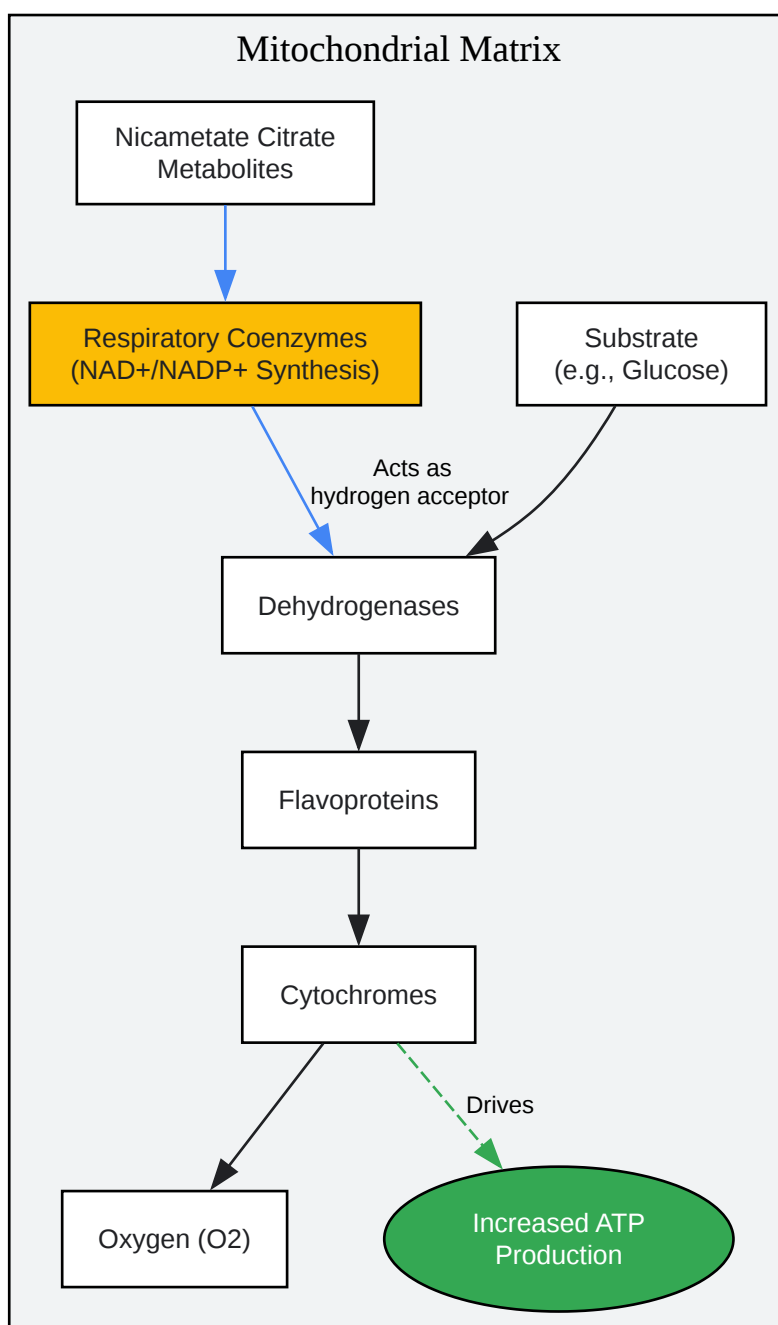 Mitochondrial Matrix
Nicametate Citrate
Metabolites
Respiratory Coenzymes
(NAD+/NADP+ Synthesis)
Substrate
(e.g., Glucose)
Acts as
hydrogen acceptor
Dehydrogenases
Flavoproteins
Cytochromes
Drives
Oxygen (O2)
Increased ATP
Production